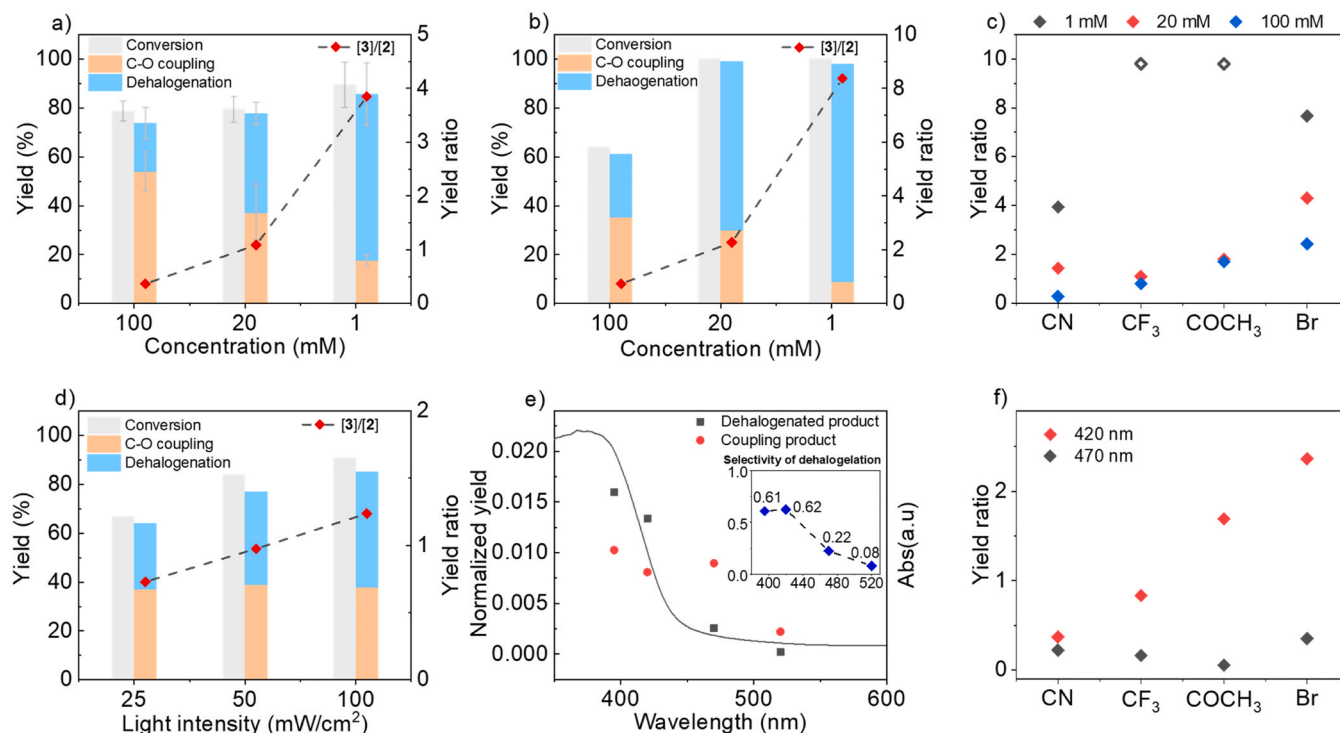 a)
Conversion
C-O coupling
Dehalogenation
[3]/[2]
100
80
60
40
20
0
5
4
3
2
1
0
Yield (%)
Yield ratio
100 20 1
Concentration (mM)
b)
Conversion
C-O coupling
Dehaogenation
[3]/[2]
100
80
60
40
20
0
10
8
6
4
2
0
Yield (%)
Yield ratio
100 20 1
Concentration (mM)
c)
1 mM 20 mM 100 mM
10
8
6
4
2
0
Yield ratio
CN CF3 COCH3 Br
d)
Conversion
C-O coupling
Dehalogenation
[3]/[2]
100
80
60
40
20
0
2
1
0
Yield (%)
Yield ratio
25 50 100
Light intensity (mW/cm2)
e)
Dehalogenated product
Coupling product
Selectivity of dehalogelation
1.0
0.5
0.0
0.61
0.62
0.22
0.08
400 440 480 520
0.020
0.015
0.010
0.005
0.000
Normalized yield
Abs(a.u)
400 500 600
Wavelength (nm)
f)
420 nm
470 nm
2
1
0
Yield ratio
CN CF3 COCH3 Br